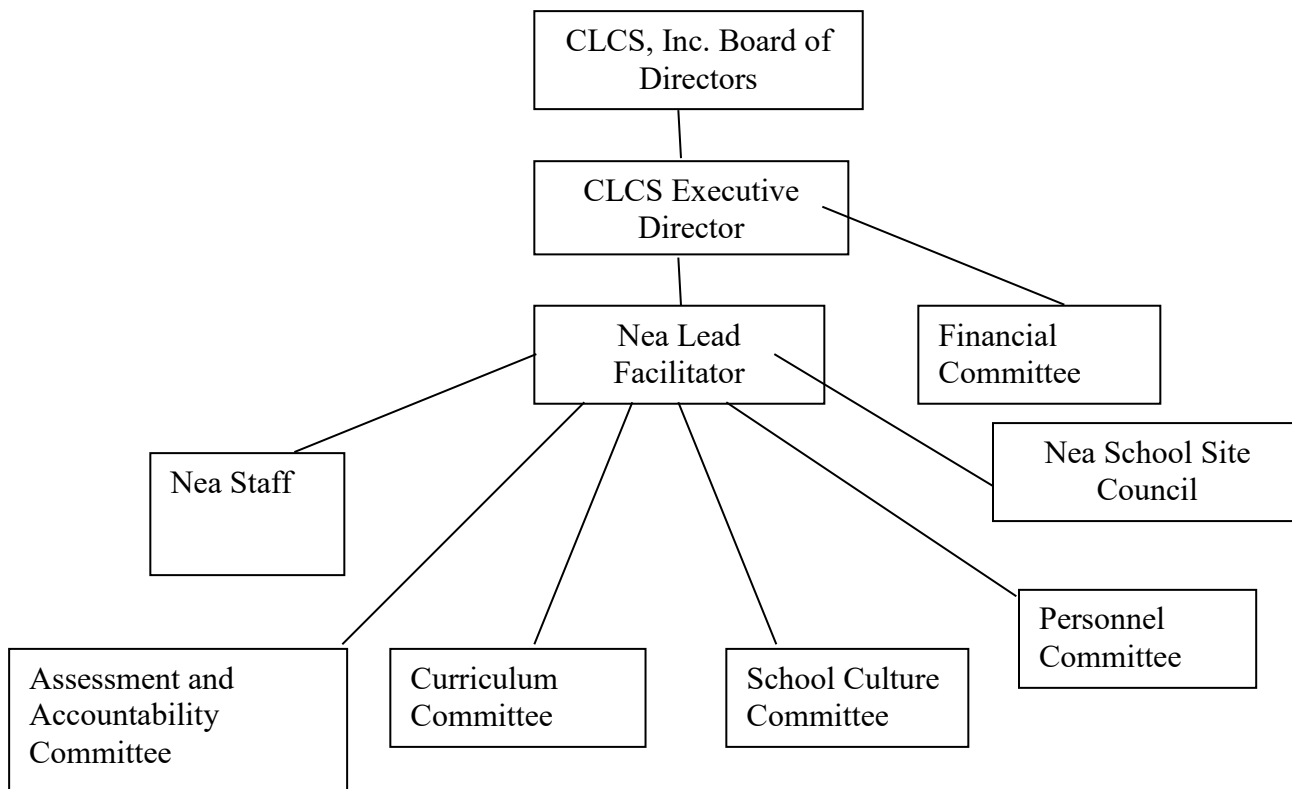 CLCS, Inc. Board of
Directors
CLCS Executive
Director
Nea Lead
Facilitator
Financial
Committee
Nea Staff
Nea School Site
Council
Personnel
Committee
Assessment and
Accountability
Committee
Curriculum
Committee
School Culture
Committee